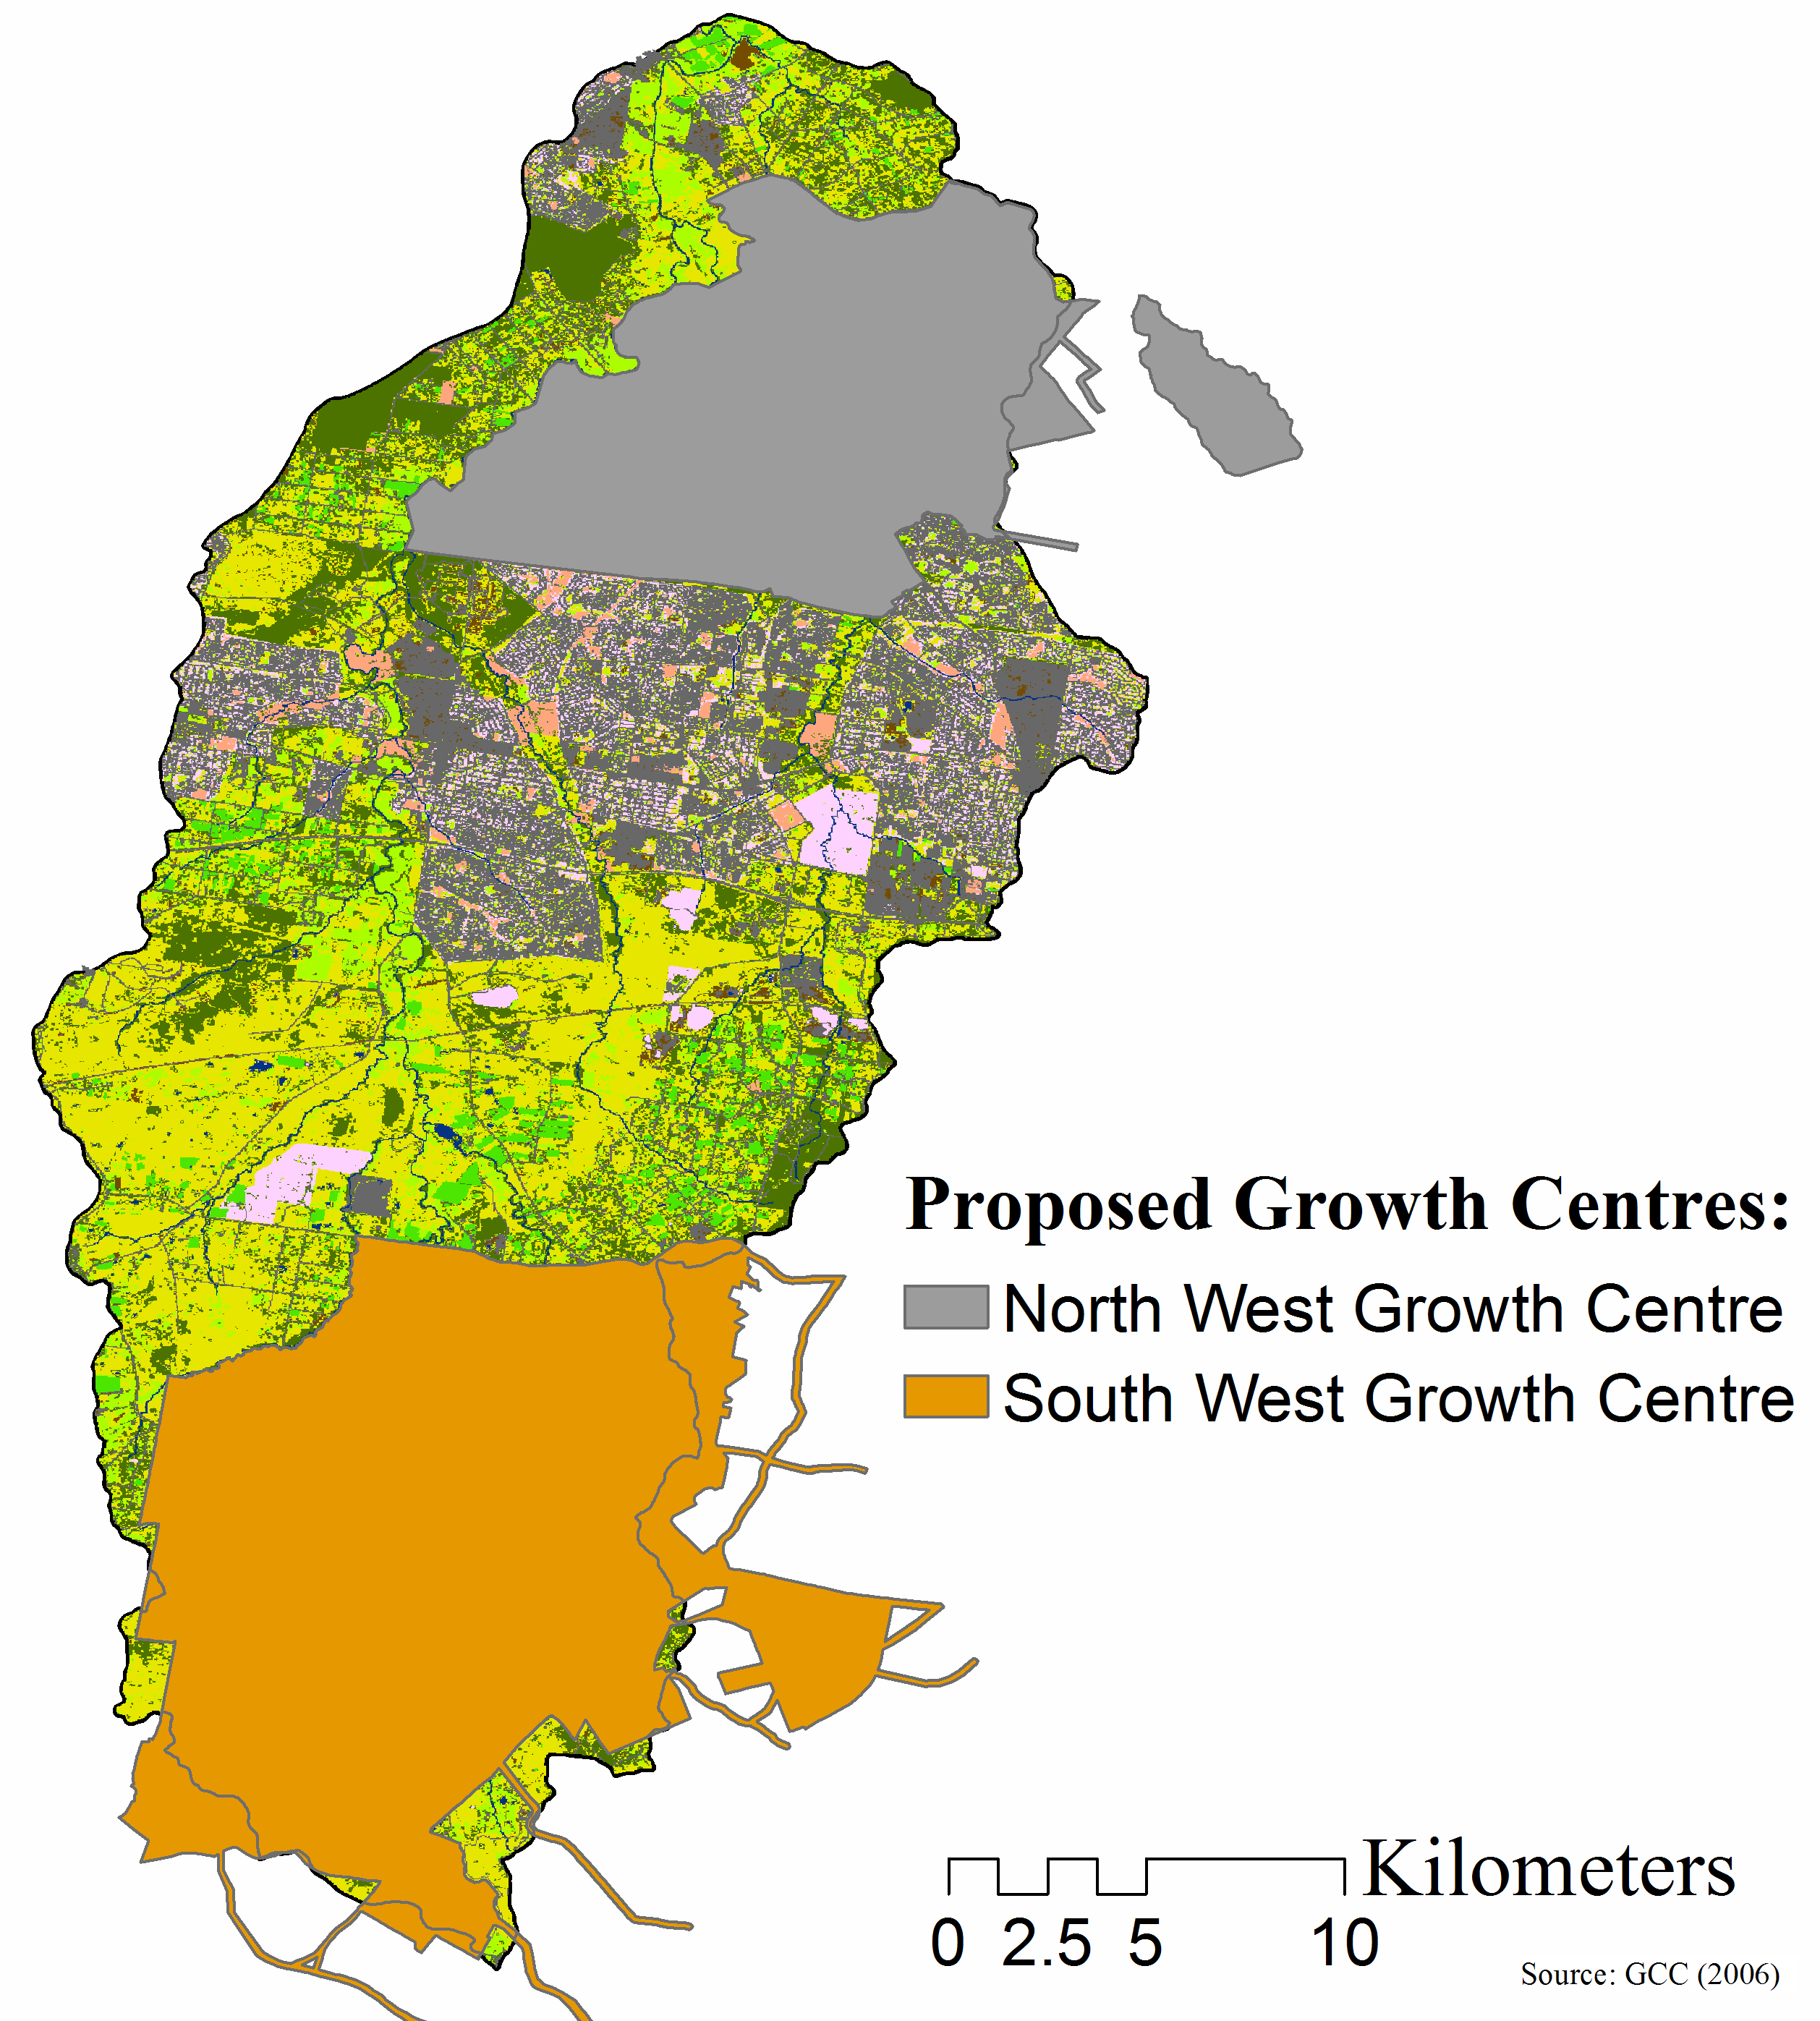 Proposed Growth Centres:
North West Growth Centre
South West Growth Centre
Kilometers
0 2.5 5 10
Source: GCC (2006)